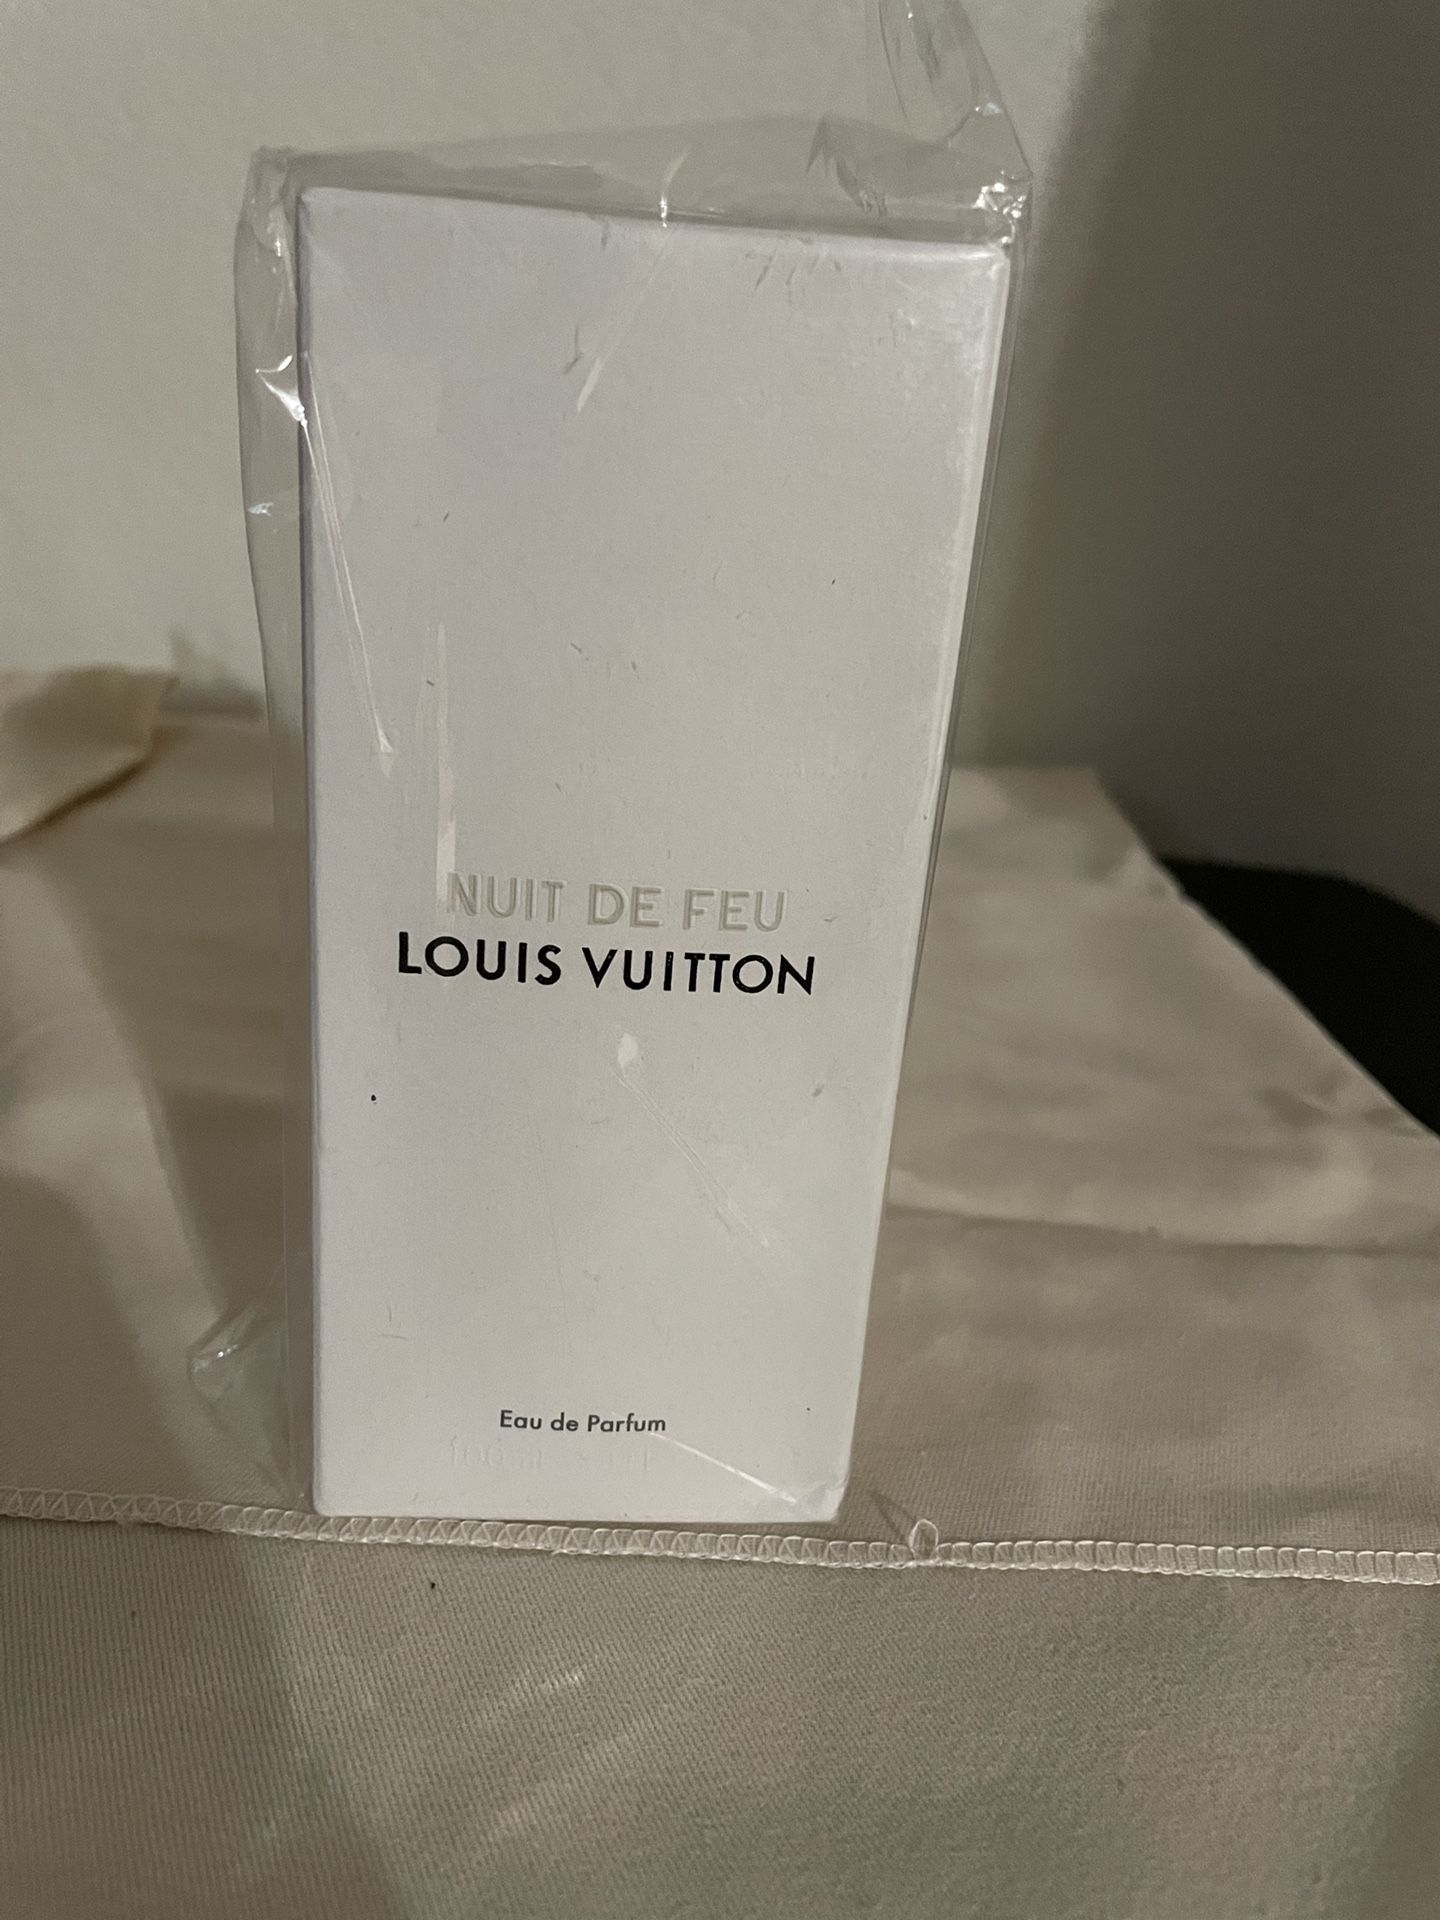 NUIT DE FEU
LOUIS VUITTON
Eau de Parfum